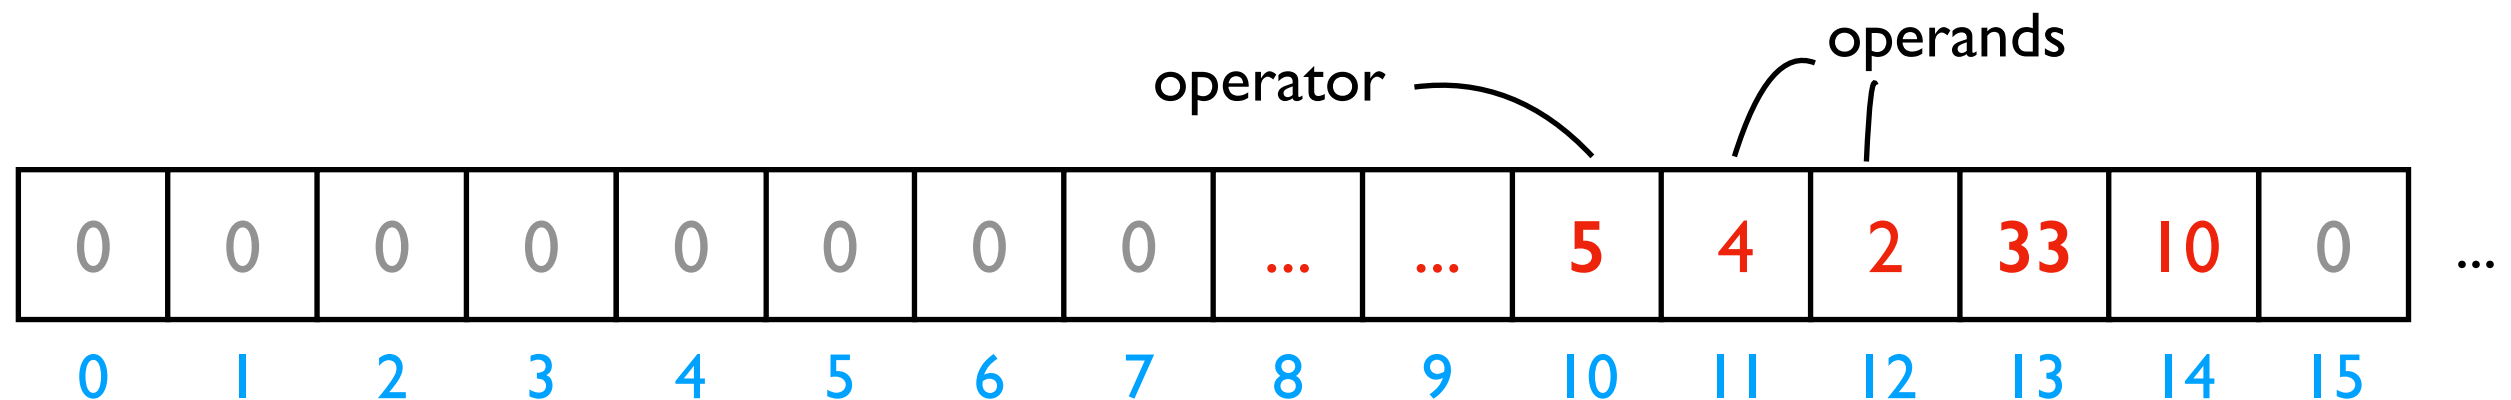 operands
operator
0 0 0 0 0 0 0 0 ... ... 5 4 2 33 10 0 ...
0 1 2 3 4 5 6 7 8 9 10 11 12 13 14 15